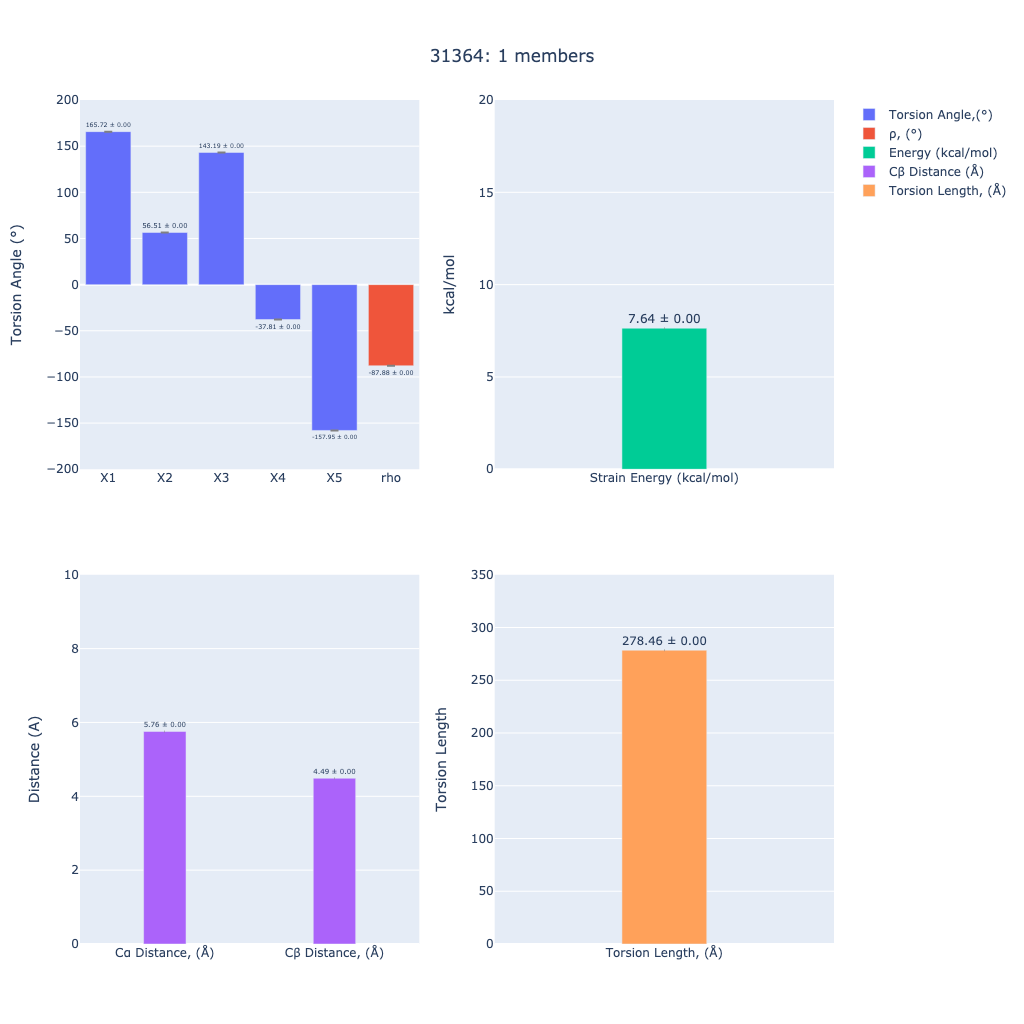 31364: 1 members
Torsion Angle (°)
200
150
100
50
0
−50
−100
−150
−200
165.72 ± 0.00
56.51 ± 0.00
143.19 ± 0.00
-37.81 ± 0.00
-157.95 ± 0.00
-87.88 ± 0.00
X1 X2 X3 X4 X5 rho
kcal/mol
20
15
10
5
0
7.64 ± 0.00
Strain Energy (kcal/mol)
Torsion Angle,(°)
ρ, (°)
Energy (kcal/mol)
Cβ Distance (Å)
Torsion Length, (Å)
Distance (A)
10
8
6
4
2
0
5.76 ± 0.00
4.49 ± 0.00
Cα Distance, (Å) Cβ Distance, (Å)
Torsion Length
350
300
250
200
150
100
50
0
278.46 ± 0.00
Torsion Length, (Å)